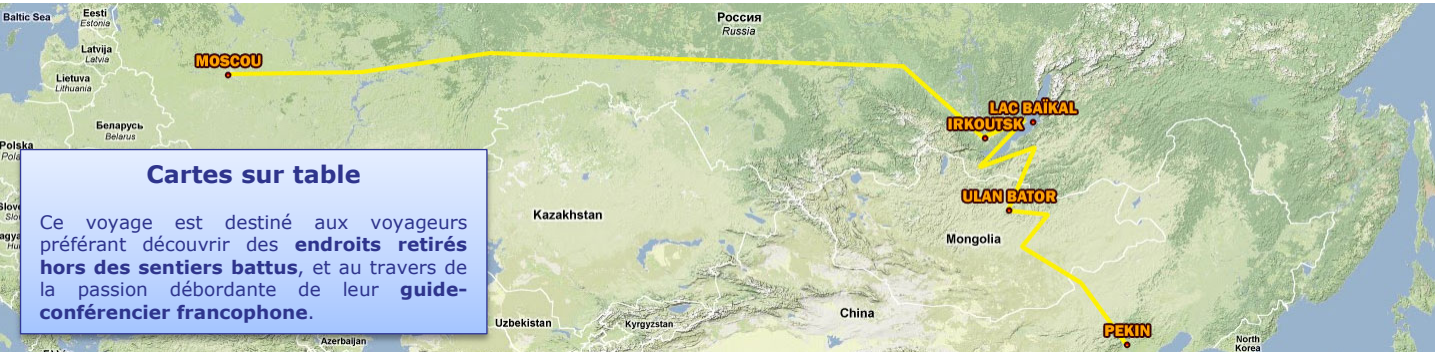 Baltic Sea
Eesti
Estonia
Latvija
Latvia
Lietuva
Lithuania
Беларусь
Belarus
Polska
Россия
Russia
MOSCOU
LAC BAÏKAL
IRKOUTSK
ULAN BATOR
Mongolia
Kazakhstan
China
PEKIN
North
Korea
Uzbekistan
Kyrgyzstan
Azerbaijan
Cartes sur table
Ce voyage est destiné aux voyageurs
préférant découvrir des endroits retirés
hors des sentiers battus, et au travers de
la passion débordante de leur guide-
conférencier francophone.